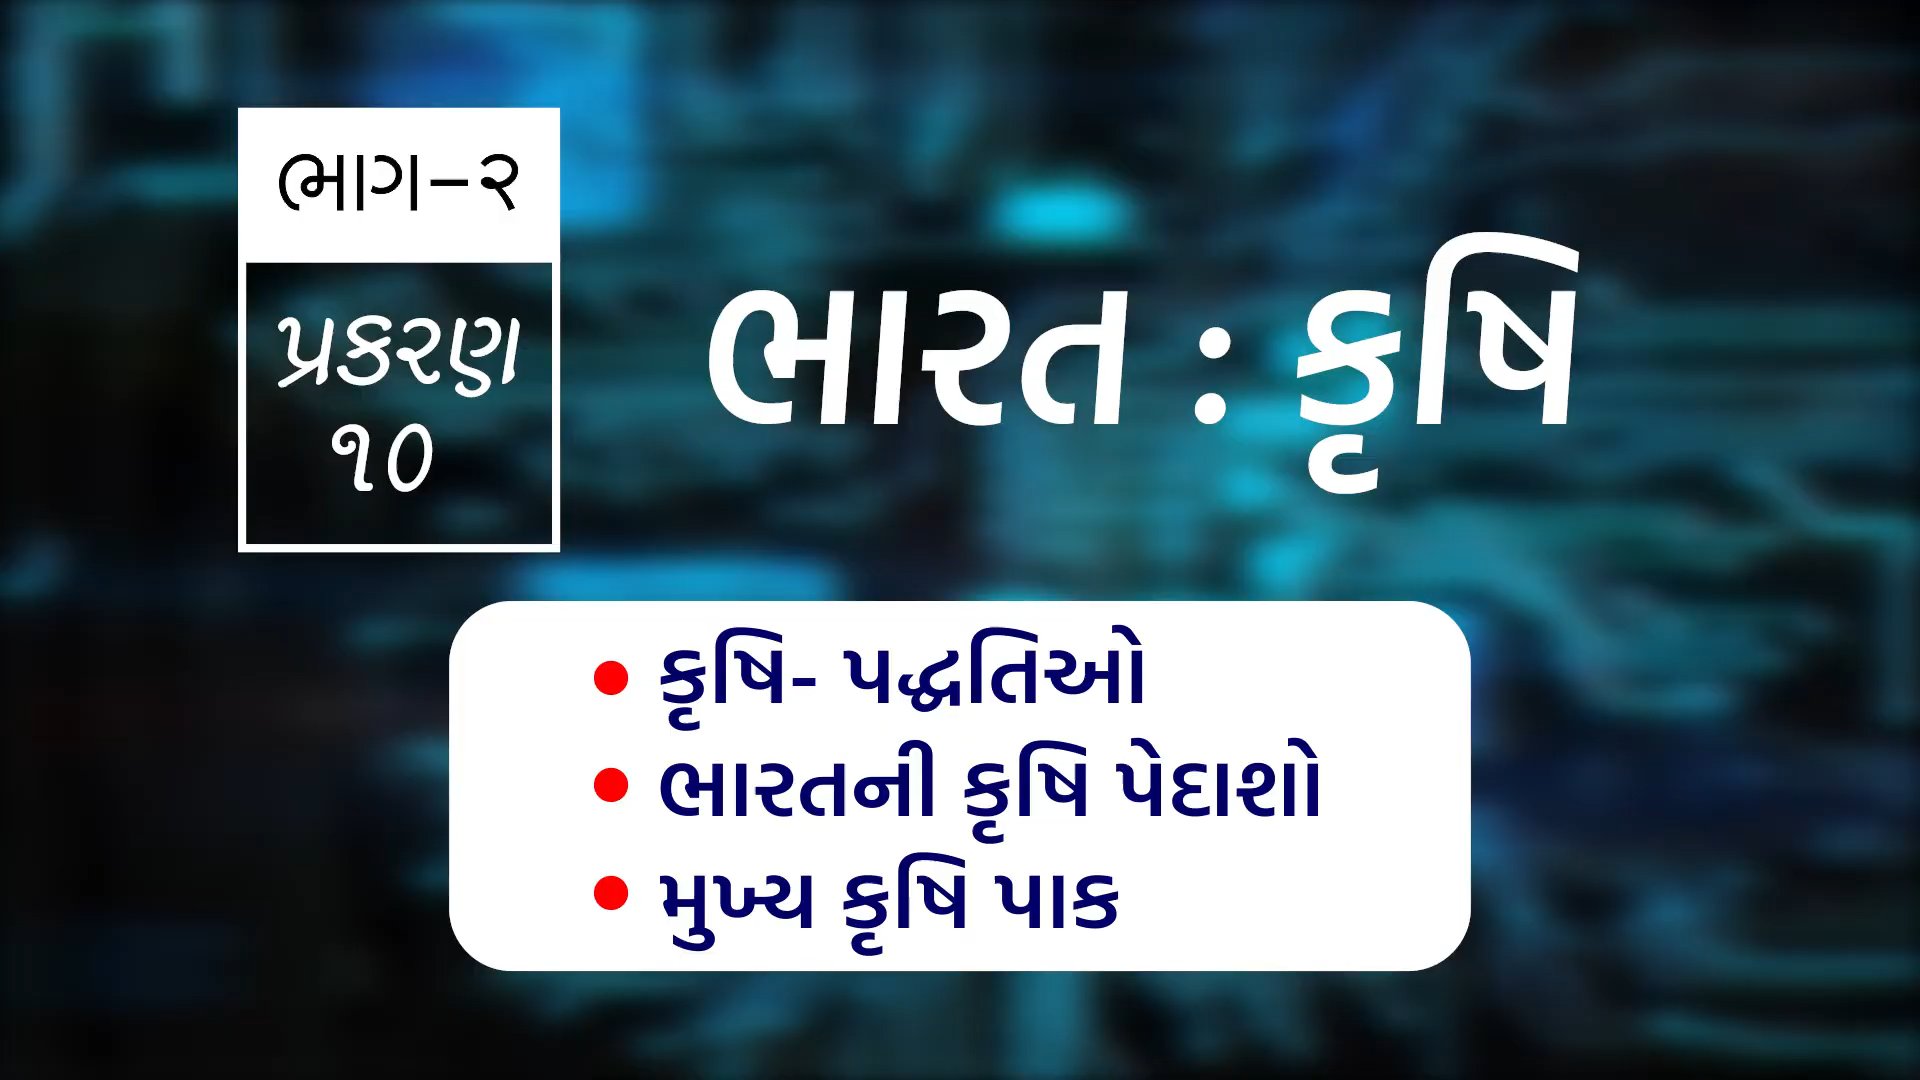 ભાગ-૨
પ્રકરણ
૧૦
ભારત : કૃષિ
કૃષિ- પદ્ધતિઓ
ભારતની કૃષિ પેદાશો
મુખ્ય કૃષિ પાક